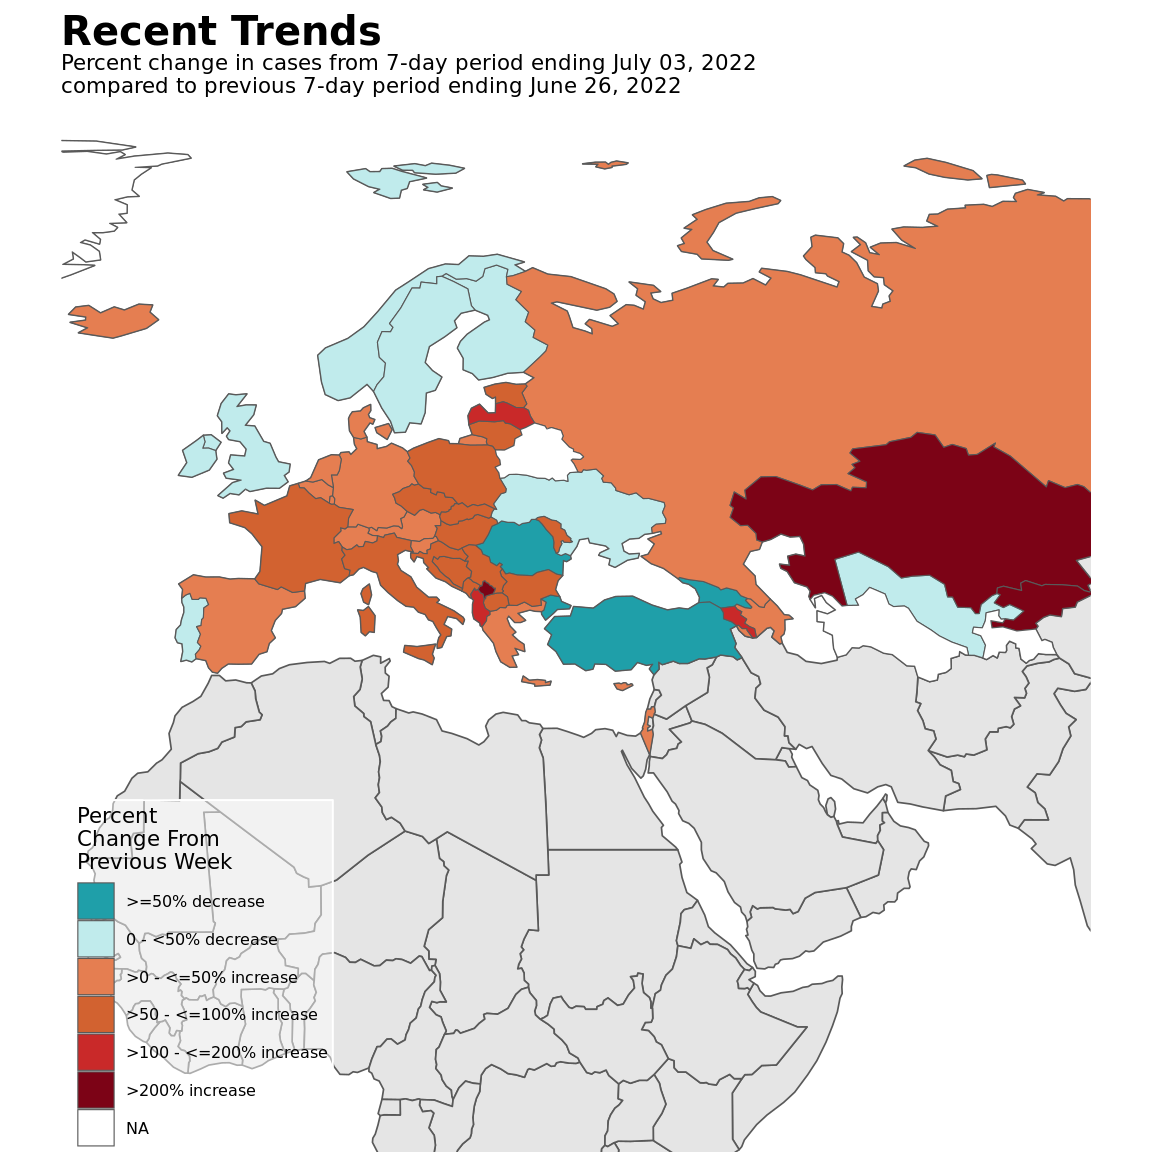 Recent Trends
Percent change in cases from 7-day period ending July 03, 2022
compared to previous 7-day period ending June 26, 2022
Percent
Change From
Previous Week
>=50% decrease
0 - <50% decrease
>0 - <=50% increase
>50 - <=100% increase
>100 - <=200% increase
>200% increase
NA